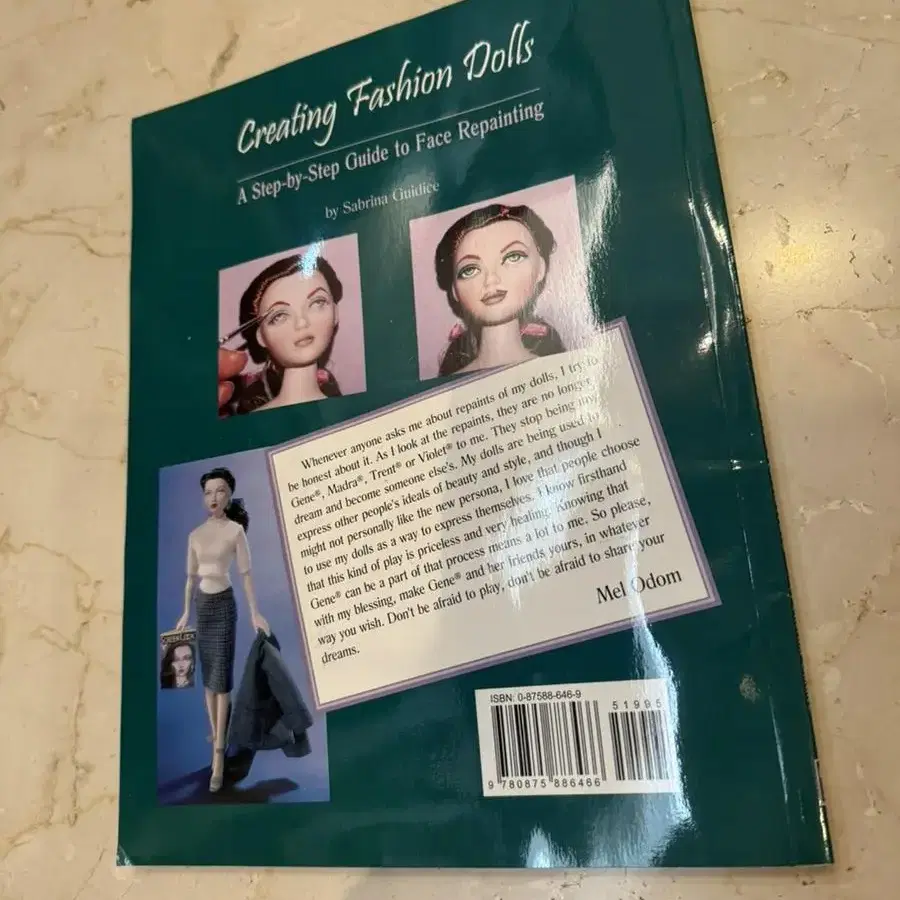 Creating Fashion Dolls
A Step-by-Step Guide to Face Repainting
by Sabrina Guidice
Whenever anyone asks me about repaints of my dolls, I try to
be honest about it. As I look at the repaints, they are no longer
Gene®, Madra®, Trent® or Violet® to me. They stop being my
dream and become someone else's. My dolls are being used to
express other people's ideals of beauty and style, and though I
might not personally like the new persona, I love that people choose
to use my dolls as a way to express themselves. I know firsthand
that this kind of play is priceless and very healing. Knowing that
Gene® can be a part of that process means a lot to me. So please,
with my blessing, make Gene® and her friends yours, in whatever
way you wish. Don't be afraid to play, don't be afraid to share your
dreams.
Mel Odom
ISBN: 0-87588-646-9
51995
9 780875 886466